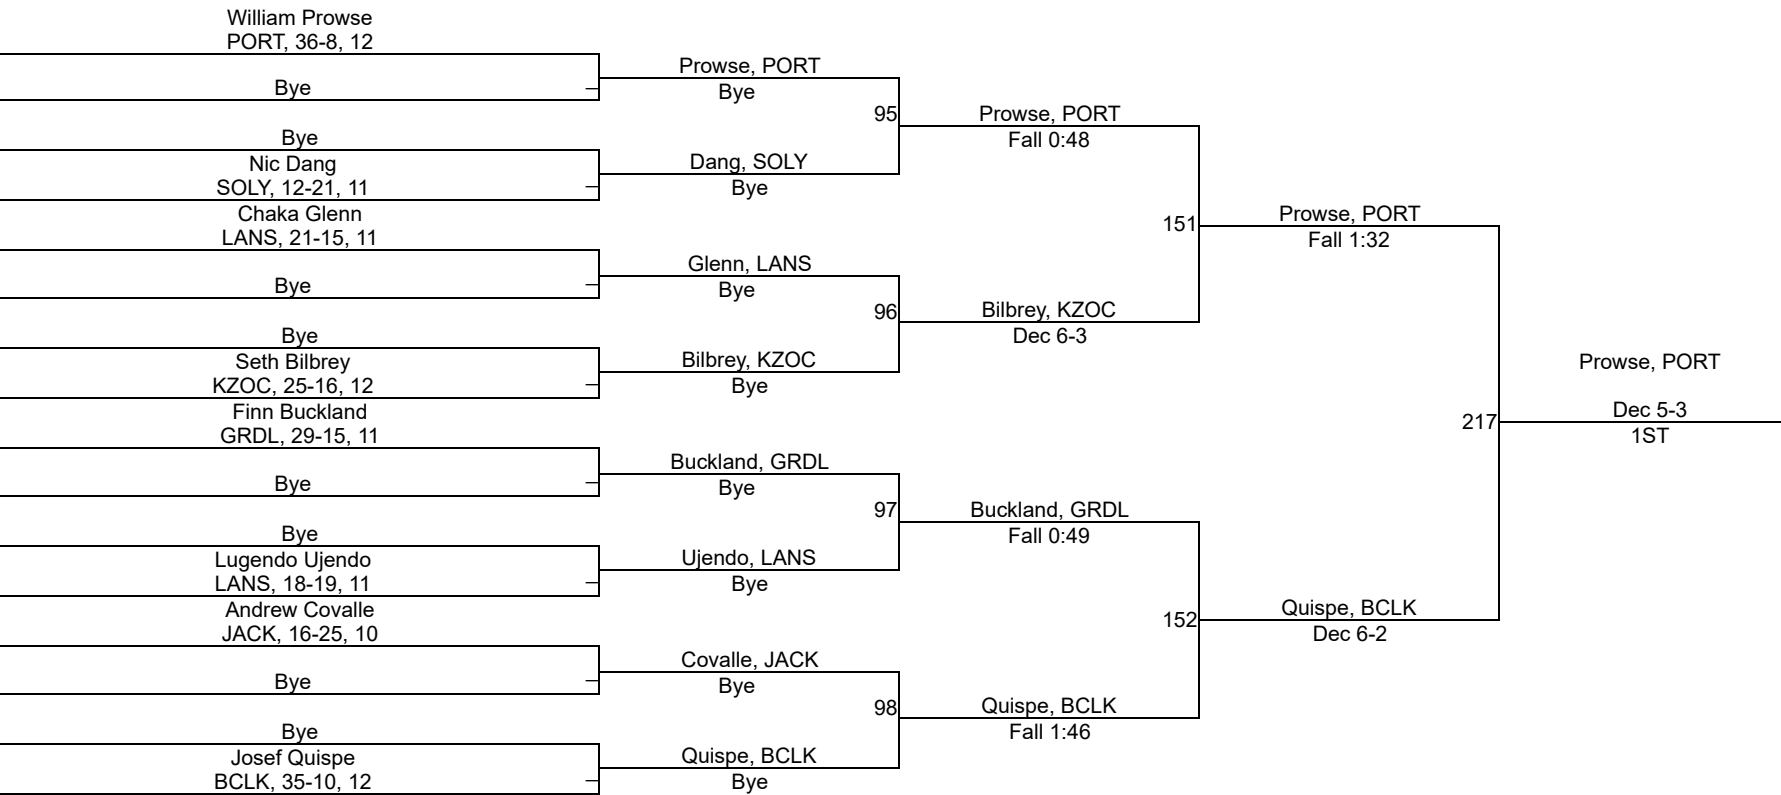 William Prowse
PORT, 36-8, 12
Bye
Bye
Nic Dang
SOLY, 12-21, 11
Chaka Glenn
LANS, 21-15, 11
Bye
Bye
Seth Bilbrey
KZOC, 25-16, 12
Finn Buckland
GRDL, 29-15, 11
Bye
Bye
Lugendo Ujendo
LANS, 18-19, 11
Andrew Covalle
JACK, 16-25, 10
Bye
Bye
Josef Quispe
BCLK, 35-10, 12
Prowse, PORT
Bye
95
Dang, SOLY
Bye
Glenn, LANS
Bye
96
Bilbrey, KZOC
Bye
Buckland, GRDL
Bye
97
Ujendo, LANS
Bye
Covalle, JACK
Bye
98
Quispe, BCLK
Bye
Prowse, PORT
Fall 0:48
151
Bilbrey, KZOC
Dec 6-3
Buckland, GRDL
Fall 0:49
152
Quispe, BCLK
Fall 1:46
Prowse, PORT
Fall 1:32
217
Quispe, BCLK
Dec 6-2
Prowse, PORT
Dec 5-3
1ST